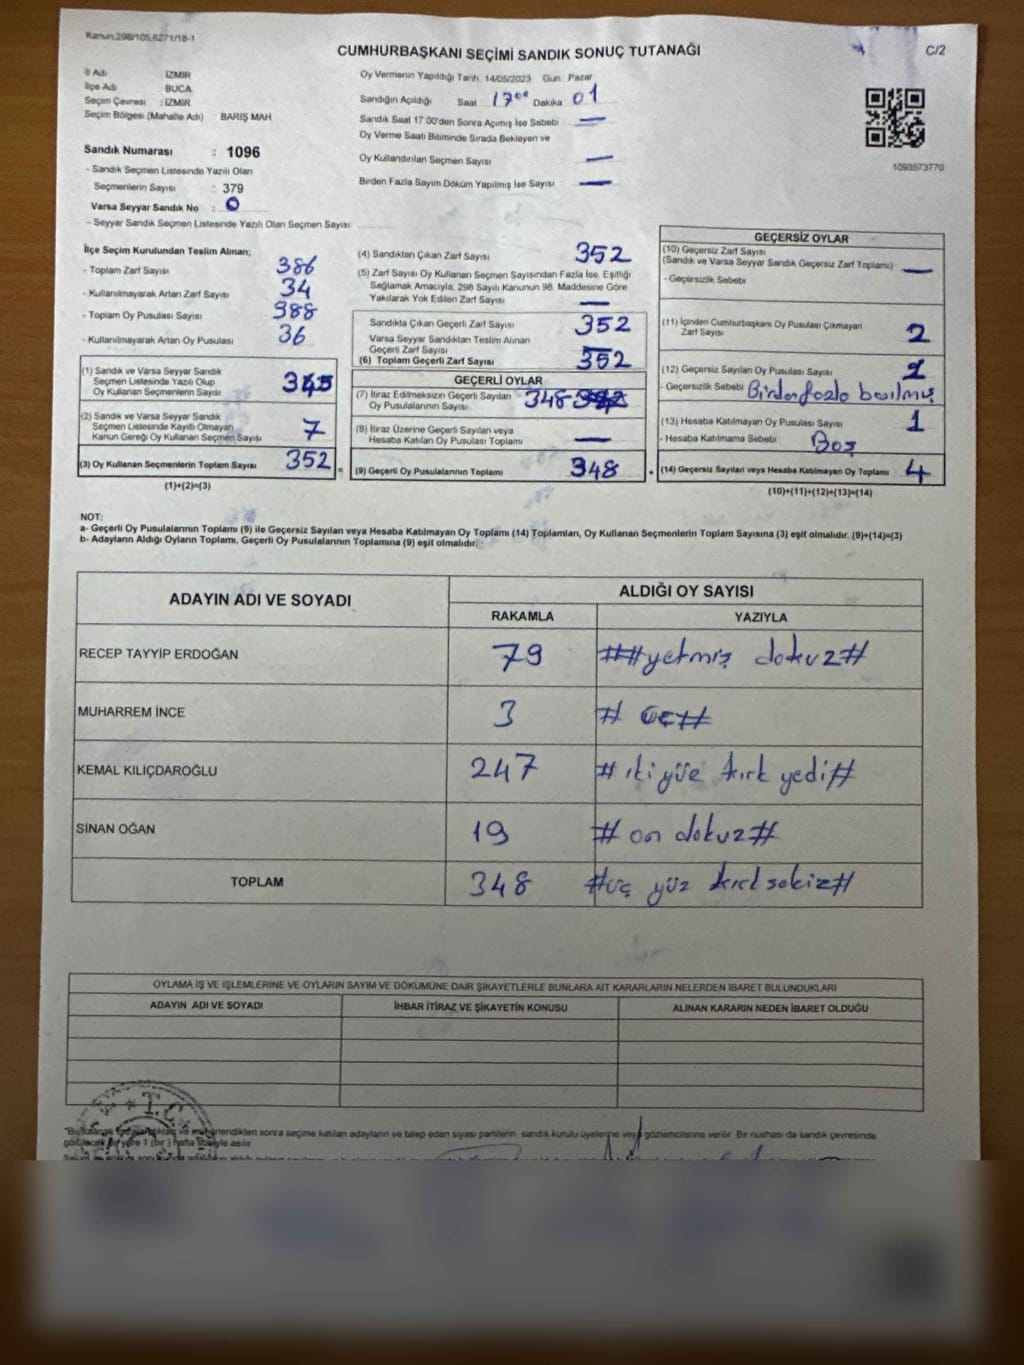 Kanun:298/105,6271/18-1
CUMHURBAŞKANI SEÇİMİ SANDIK SONUÇ TUTANAĞI
C/2
İl Adı İZMİR
İlçe Adı BUCA
Seçim Çevresi : İZMİR
Seçim Bölgesi (Mahalle Adı) BARIŞ MAH
Sandık Numarası : 1096
- Sandık Seçmen Listesinde Yazılı Olan
Seçmenlerin Sayısı : 379
Varsa Seyyar Sandık No : 0
- Seyyar Sandık Seçmen Listesinde Yazılı Olan Seçmen Sayısı:
Oy Vermenin Yapıldığı Tarih 14/05/2023 Gün Pazar
Sandığın Açıldığı Saat 17 00 Dakika 01
Sandık Saat 17.00'den Sonra Açımış İse Sebebi —
Oy Verme Saati Bitiminde Sırada Bekleyen ve
Oy Kullandırılan Seçmen Sayısı —
Birden Fazla Sayım Döküm Yapılmış İse Sayısı —
1093573770
İlçe Seçim Kurulundan Teslim Alınan;
- Toplam Zarf Sayısı 386
- Kullanılmayarak Artan Zarf Sayısı 34
- Toplam Oy Pusulası Sayısı 388
- Kullanılmayarak Artan Oy Pusulası 36
(1) Sandık ve Varsa Seyyar Sandık
Seçmen Listesinde Yazılı Olup
Oy Kullanan Seçmenlerin Sayısı 345
(2) Sandık ve Varsa Seyyar Sandık
Seçmen Listesinde Kayıtlı Olmayan
Kanun Gereği Oy Kullanan Seçmen Sayısı 7
(3) Oy Kullanan Seçmenlerin Toplam Sayısı 352
(1)+(2)=(3)
(4) Sandıktan Çıkan Zarf Sayısı 352
(5) Zarf Sayısı Oy Kullanan Seçmen Sayısından Fazla İse, Eşitliği
Sağlamak Amacıyla, 298 Sayılı Kanunun 98. Maddesine Göre
Yakılarak Yok Edilen Zarf Sayısı —
Sandıkta Çıkan Geçerli Zarf Sayısı 352
Varsa Seyyar Sandıktan Teslim Alınan
Geçerli Zarf Sayısı —
(6) Toplam Geçerli Zarf Sayısı 352
GEÇERLİ OYLAR
(7) İtiraz Edilmeksizin Geçerli Sayılan
Oy Pusulalarının Sayısı 348
(8) İtiraz Üzerine Geçerli Sayılan veya
Hesaba Katılan Oy Pusulası Toplamı —
= (9) Geçerli Oy Pusulalarının Toplamı 348 +
GEÇERSİZ OYLAR
(10) Geçersiz Zarf Sayısı
(Sandık ve Varsa Seyyar Sandık Geçersiz Zarf Toplamı) —
- Geçersizlik Sebebi
(11) İçinden Cumhurbaşkanı Oy Pusulası Çıkmayan
Zarf Sayısı 2
(12) Geçersiz Sayılan Oy Pusulası Sayısı 1
- Geçersizlik Sebebi Birden fazla basılmış
(13) Hesaba Katılmayan Oy Pusulası Sayısı 1
- Hesaba Katılmama Sebebi: Boş
(14) Geçersiz Sayılan veya Hesaba Katılmayan Oy Toplamı 4
(10)+(11)+(12)+(13)=(14)
NOT:
a- Geçerli Oy Pusulalarının Toplamı (9) ile Geçersiz Sayılan veya Hesaba Katılmayan Oy Toplamı (14) Toplamları, Oy Kullanan Seçmenlerin Toplam Sayısına (3) eşit olmalıdır. (9)+(14)=(3)
b- Adayların Aldığı Oyların Toplamı, Geçerli Oy Pusulalarının Toplamına (9) eşit olmalıdır.
ADAYIN ADI VE SOYADI
ALDIĞI OY SAYISI
RAKAMLA YAZIYLA
RECEP TAYYİP ERDOĞAN 79 ##yetmiş dokuz#
MUHARREM İNCE 3 # üç#
KEMAL KILIÇDAROĞLU 247 # iki yüz kırk yedi#
SİNAN OĞAN 19 # on dokuz#
TOPLAM 348 #üç yüz kırk sekiz#
OYLAMA İŞ VE İŞLEMLERİNE VE OYLARIN SAYIM VE DÖKÜMÜNE DAİR ŞİKAYETLERLE BUNLARA AİT KARARLARIN NELERDEN İBARET BULUNDUKLARI
ADAYIN ADI VE SOYADI İHBAR İTİRAZ VE ŞİKAYETİN KONUSU ALINAN KARARIN NEDEN İBARET OLDUĞU
sonra seçime katılan adayların ve talep eden siyasi partilerin sandık kurulu üyelerine veya gözlemcilerine verilir. Bir nüshası da sandık çevresinde
görülecek bir yere 1 (bir) hafta süreyle asılır.